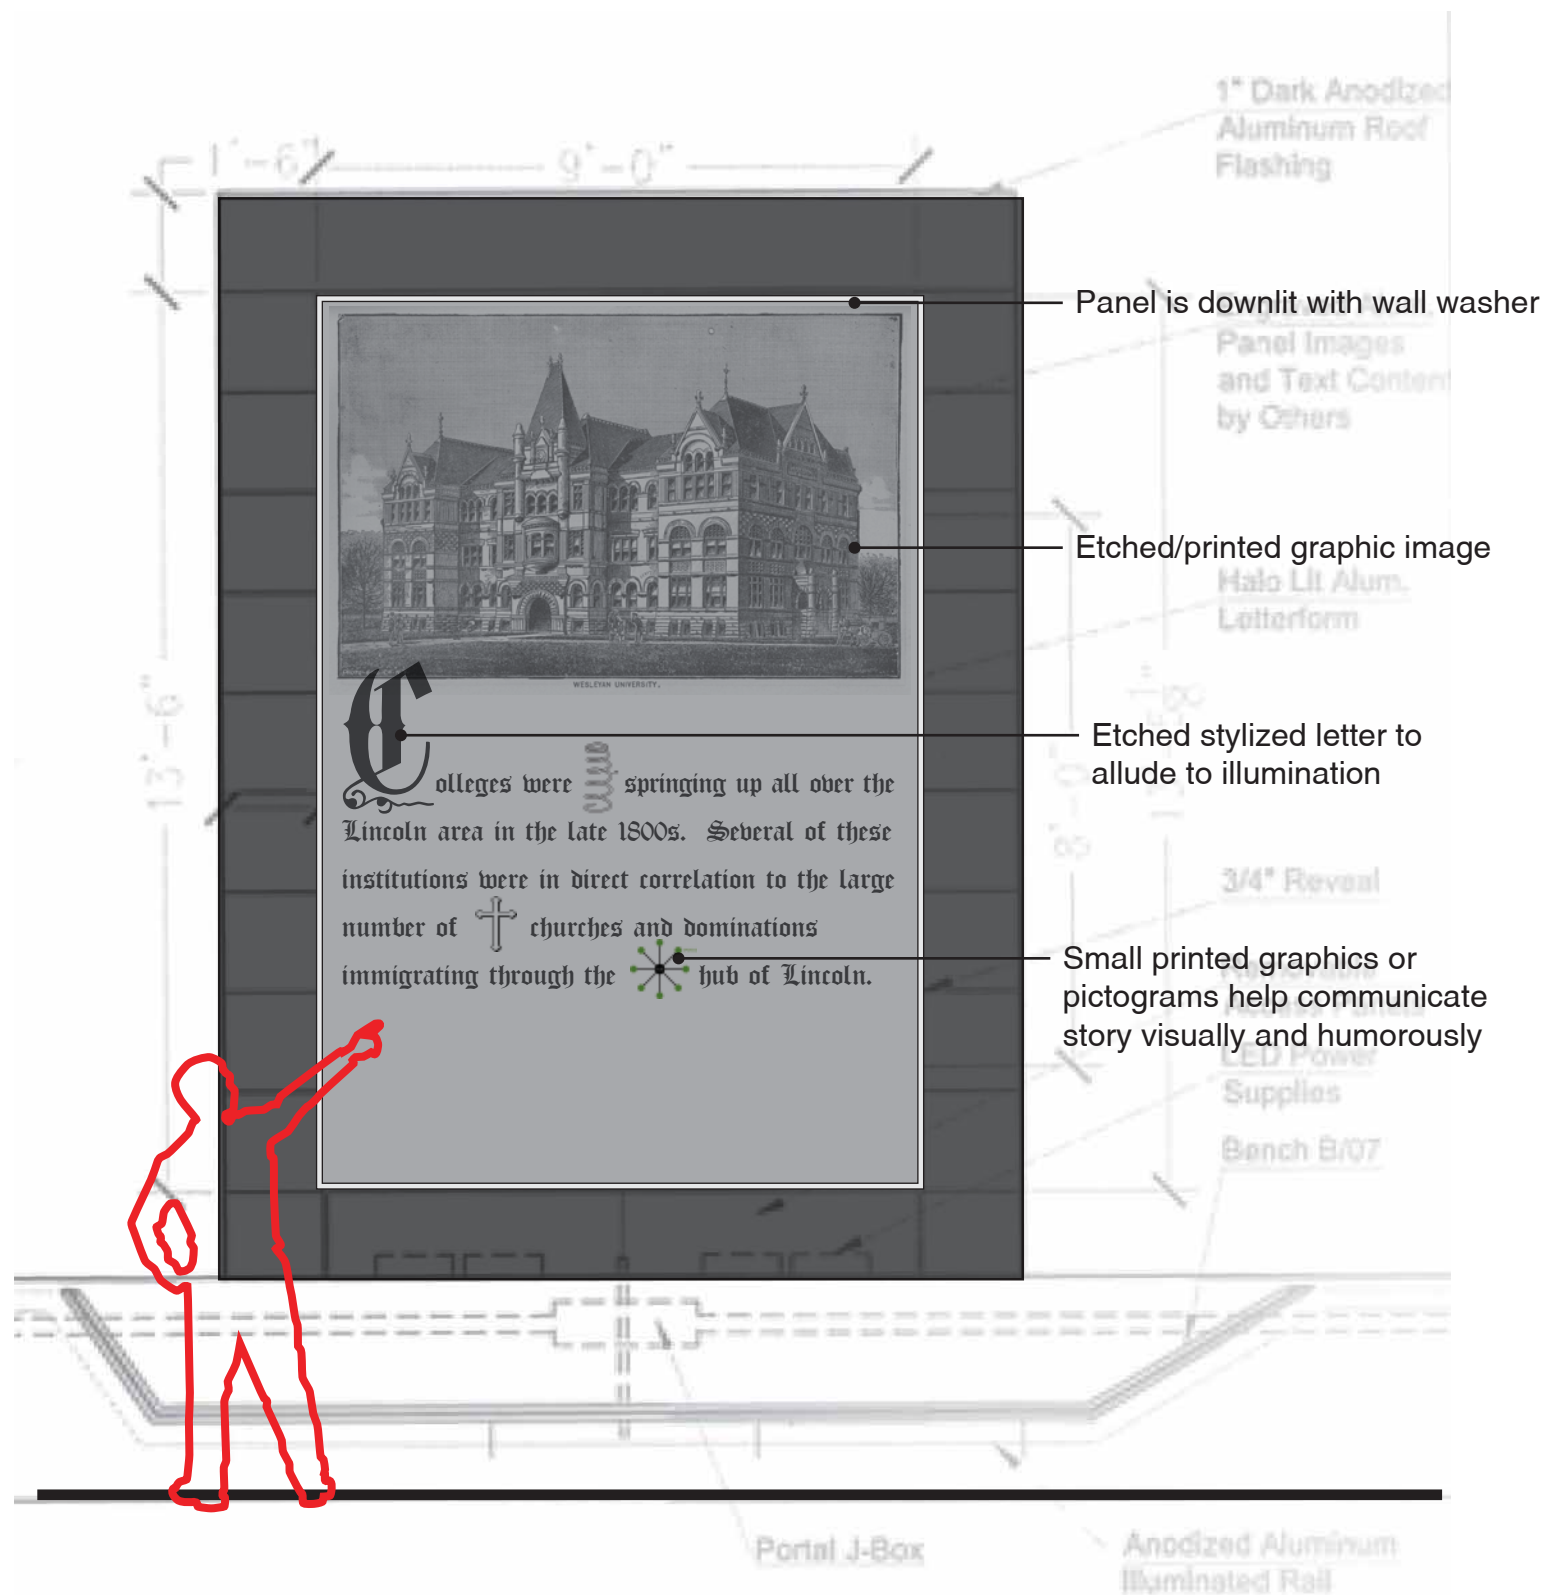 1" Dark Anodized
Aluminum Roof
Flashing
1'-6"
9'-0"
Panel is downlit with wall washer
Panel Images
and Text Content
by Others
Etched/printed graphic image
Halo Lit Alum.
Letterform
WESLEYAN UNIVERSITY.
13'-6"
Etched stylized letter to
allude to illumination
Colleges were springing up all over the
Lincoln area in the late 1800s. Several of these
institutions were in direct correlation to the large
number of churches and dominations
immigrating through the hub of Lincoln.
3/4" Reveal
Small printed graphics or
pictograms help communicate
story visually and humorously
Access Panels
LED Power
Supplies
Bench B/07
Portal J-Box
Anodized Aluminum
Illuminated Rail